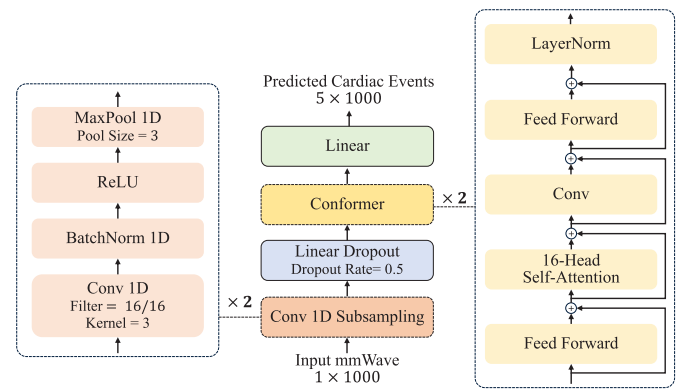 MaxPool 1D
Pool Size = 3
ReLU
BatchNorm 1D
Conv 1D
Filter = 16/16
Kernel = 3
× 2
Predicted Cardiac Events
5 × 1000
Linear
Conformer
Linear Dropout
Dropout Rate= 0.5
Conv 1D Subsampling
Input mmWave
1 × 1000
× 2
LayerNorm
Feed Forward
Conv
16-Head
Self-Attention
Feed Forward